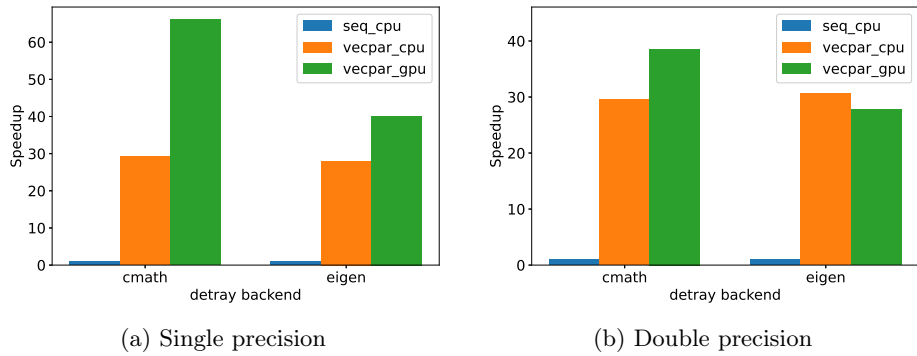 seq_cpu
vecpar_cpu
vecpar_gpu
60
50
40
30
20
10
0
Speedup
cmath
eigen
detray backend
(a) Single precision
seq_cpu
vecpar_cpu
vecpar_gpu
40
30
20
10
0
Speedup
cmath
eigen
detray backend
(b) Double precision